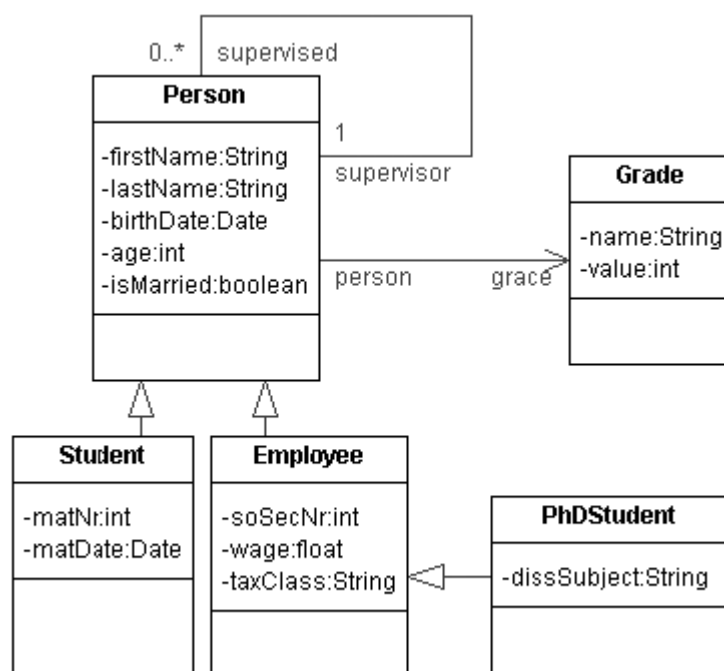 0..* supervised
Person
-firstName:String
-lastName:String
-birthDate:Date
-age:int
-isMarried:boolean
1
supervisor
person
grace
Grade
-name:String
-value:int
Student
-matNr:int
-matDate:Date
Employee
-soSecNr:int
-wage:float
-taxClass:String
PhDStudent
-dissSubject:String